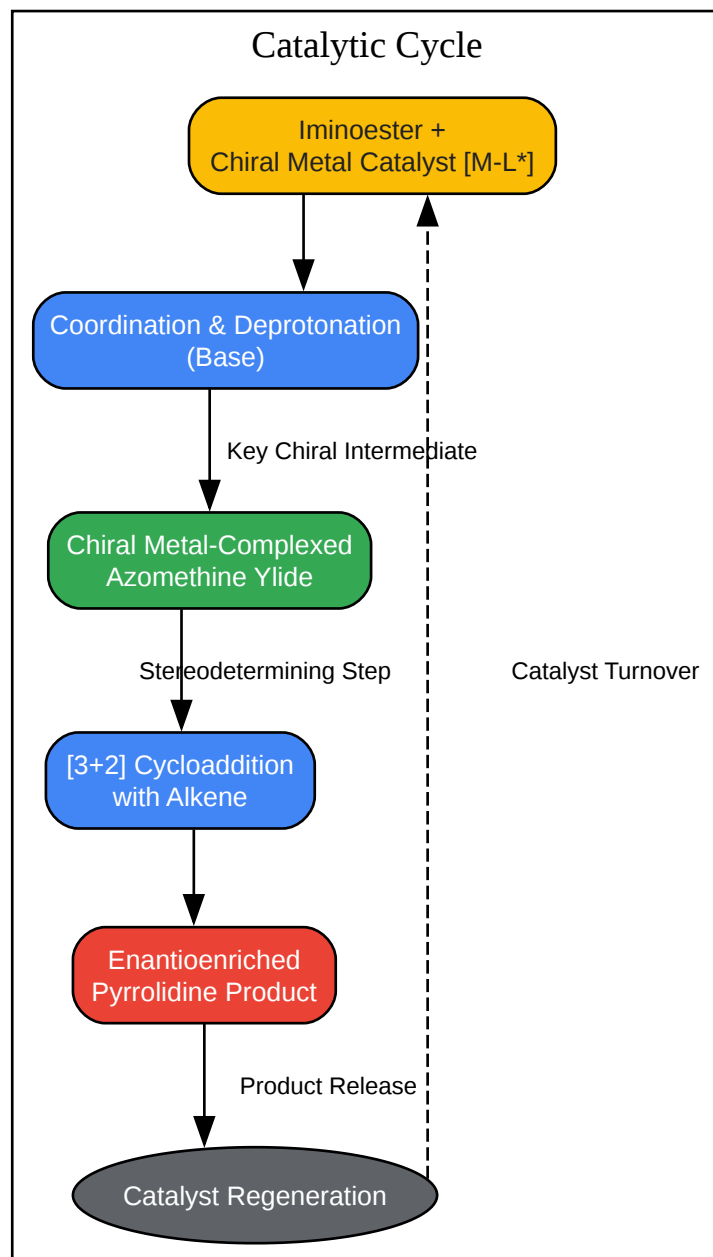 Catalytic Cycle
Iminoester +
Chiral Metal Catalyst [M-L*]
Coordination & Deprotonation
(Base)
Key Chiral Intermediate
Chiral Metal-Complexed
Azomethine Ylide
Stereodetermining Step
Catalyst Turnover
[3+2] Cycloaddition
with Alkene
Enantioenriched
Pyrrolidine Product
Product Release
Catalyst Regeneration